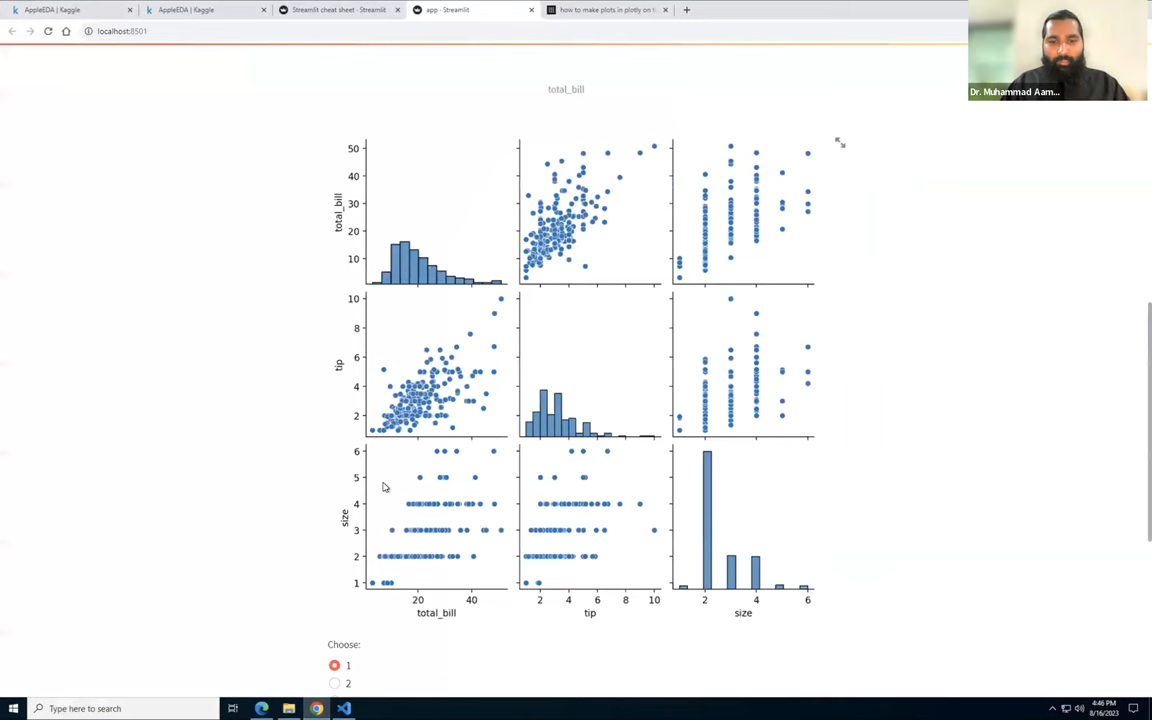 AppleEDA | Kaggle
AppleEDA | Kaggle
Streamlit cheat sheet - Streamlit
app - Streamlit
how to make plots in plotly on
localhost:8501
Dr. Muhammad Aam...
total_bill
50
40
30
20
10
total_bill
10
8
6
4
2
tip
6
5
4
3
2
1
size
20
40
total_bill
2
4
6
8
10
tip
2
4
6
size
Choose:
1
2
Type here to search
4:46 PM
8/16/2023